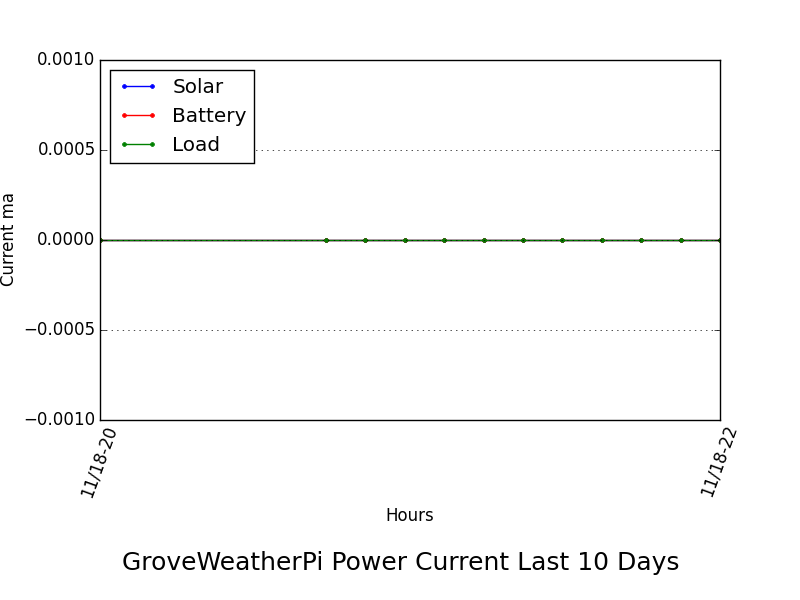 0.0010
Solar
Battery
Load
0.0005
0.0000
−0.0005
−0.0010
Current ma
11/18-20
11/18-22
Hours
GroveWeatherPi Power Current Last 10 Days